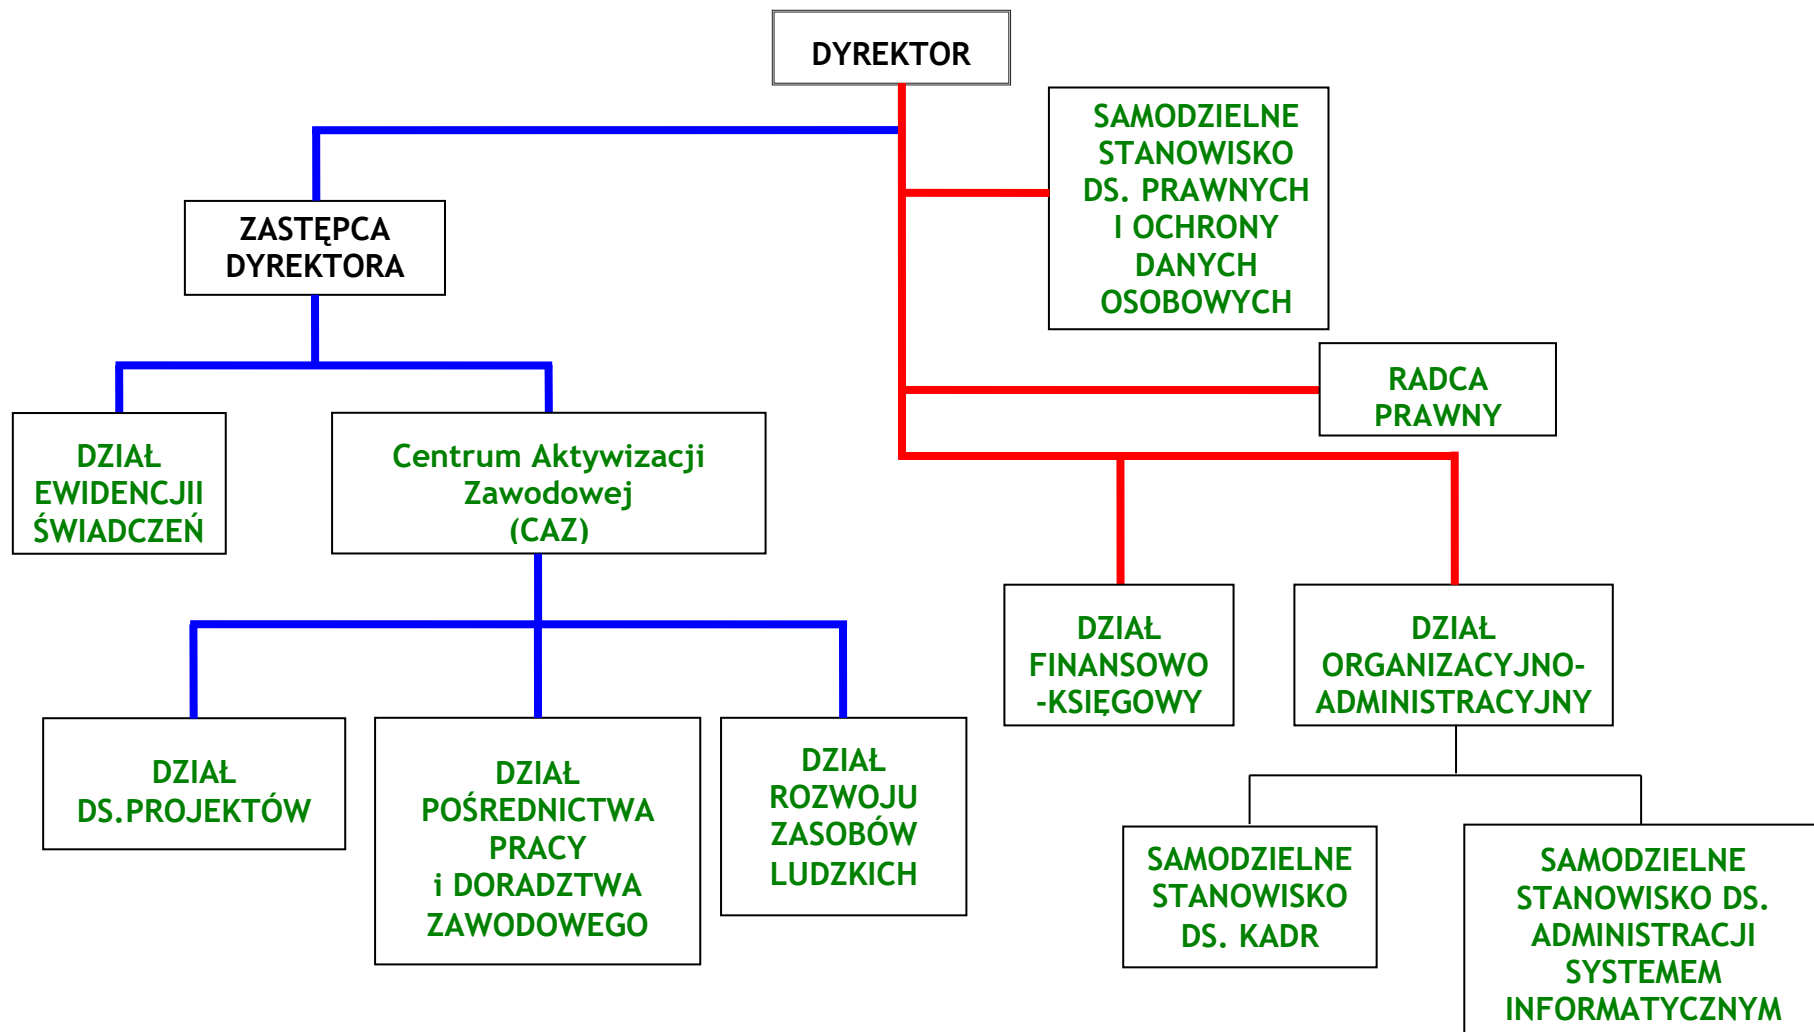 DYREKTOR
SAMODZIELNE
STANOWISKO
DS. PRAWNYCH
I OCHRONY
DANYCH
OSOBOWYCH
ZASTĘPCA
DYREKTORA
RADCA
PRAWNY
DZIAŁ
EWIDENCJII
ŚWIADCZEŃ
Centrum Aktywizacji
Zawodowej
(CAZ)
DZIAŁ
FINANSOWO
-KSIĘGOWY
DZIAŁ
ORGANIZACYJNO-
ADMINISTRACYJNY
DZIAŁ
DS.PROJEKTÓW
DZIAŁ
POŚREDNICTWA
PRACY
i DORADZTWA
ZAWODOWEGO
DZIAŁ
ROZWOJU
ZASOBÓW
LUDZKICH
SAMODZIELNE
STANOWISKO
DS. KADR
SAMODZIELNE
STANOWISKO DS.
ADMINISTRACJI
SYSTEMEM
INFORMATYCZNYM